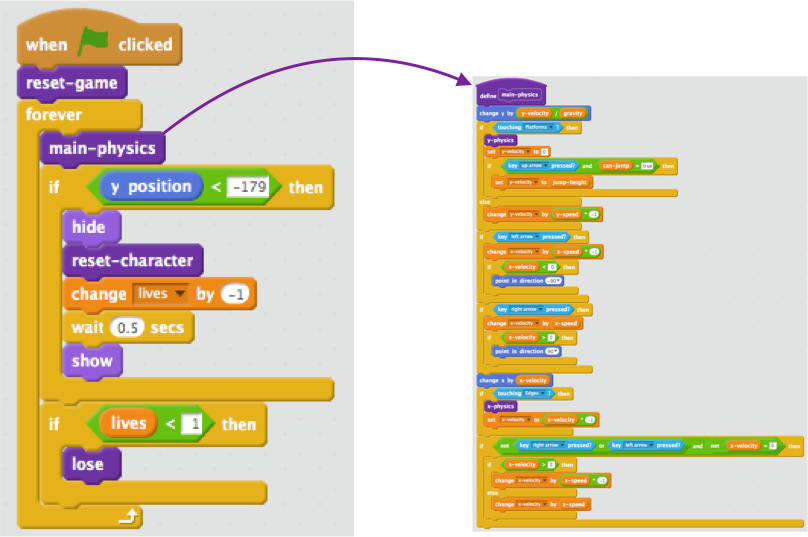 when clicked
reset-game
forever
main-physics
if y position < -179 then
hide
reset-character
change lives by -1
wait 0.5 secs
show
if lives < 1 then
lose
define main-physics
change y by y-velocity / gravity
if touching Platforms ? then
y-physics
set y-velocity to 0
if key up arrow pressed? and can-jump = true then
set y-velocity to jump-height
else
change y-velocity by y-speed * -1
if key left arrow pressed? then
change x-velocity by x-speed * -1
if x-velocity < 0 then
point in direction -90
if key right arrow pressed? then
change x-velocity by x-speed
if x-velocity > 0 then
point in direction 90
change x by x-velocity
if touching Edges ? then
x-physics
set x-velocity to x-velocity * -1
if not key right arrow pressed? or key left arrow pressed? and not x-velocity = 0 then
if x-velocity > 0 then
change x-velocity by x-speed * -1
else
change x-velocity by x-speed